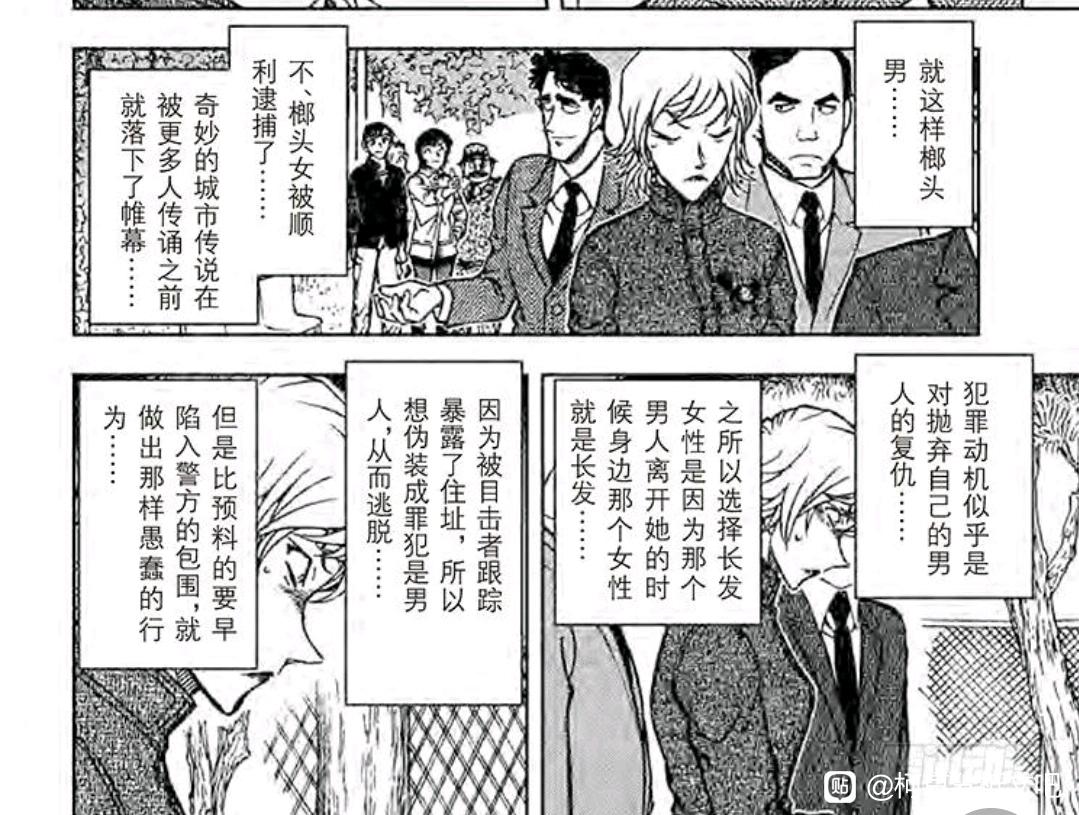 就这样榔头
男……
不、榔头女被顺
利逮捕了……
奇妙的城市传说在
被更多人传诵之前
就落下了帷幕……
犯罪动机似乎是
对抛弃自己的男
人的复仇……
之所以选择长发
女性是因为那个
男人离开她的时
候身边那个女性
就是长发……
因为被目击者跟踪
暴露了住址，所以
想伪装成罪犯是男
人，从而逃脱……
但是比预料的要早
陷入警方的包围，就
做出那样愚蠢的行
为……
贴